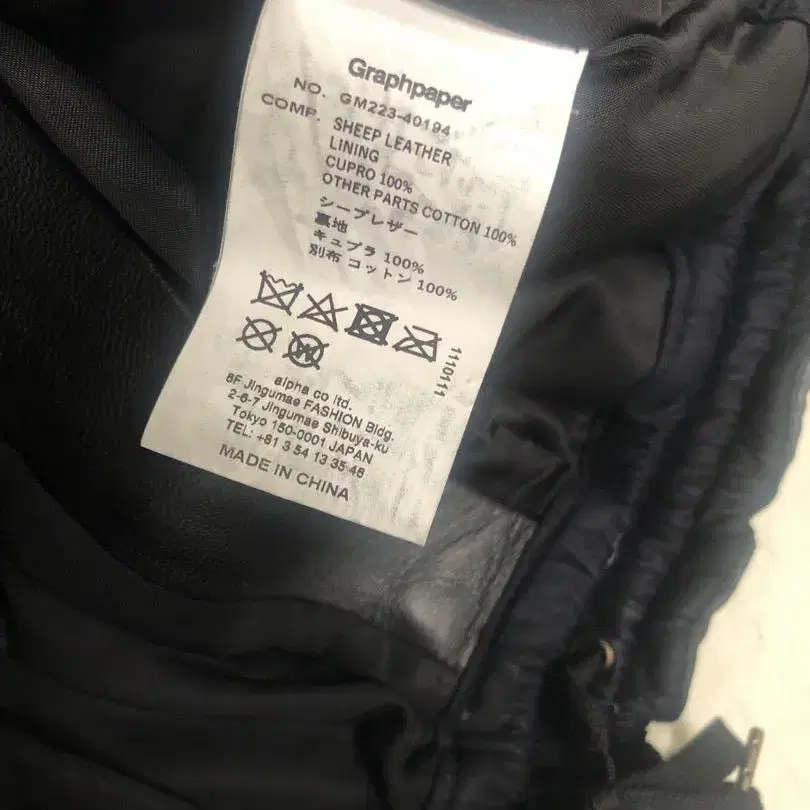 Graphpaper
NO. GM223-40194
COMP. SHEEP LEATHER
LINING
CUPRO 100%
OTHER PARTS COTTON 100%
シープレザー
裏地
キュプラ 100%
別布 コットン 100%
W
1110111
alpha co ltd.
8F Jingumae FASHION Bldg.
2-6-7 Jingumae Shibuya-ku
Tokyo 150-0001 JAPAN
TEL: +81 3 54 13 35 48
MADE IN CHINA